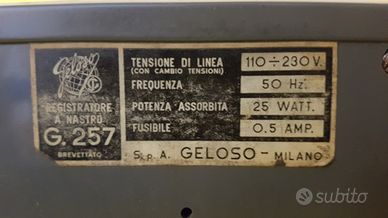 Geloso
REGISTRATORE
A NASTRO
G. 257
BREVETTATO
TENSIONE DI LINEA
(CON CAMBIO TENSIONI)
110÷230 V.
FREQUENZA
50 Hz.
POTENZA ASSORBITA
25 WATT.
FUSIBILE
0.5 AMP.
S.p.A. GELOSO - MILANO
subito